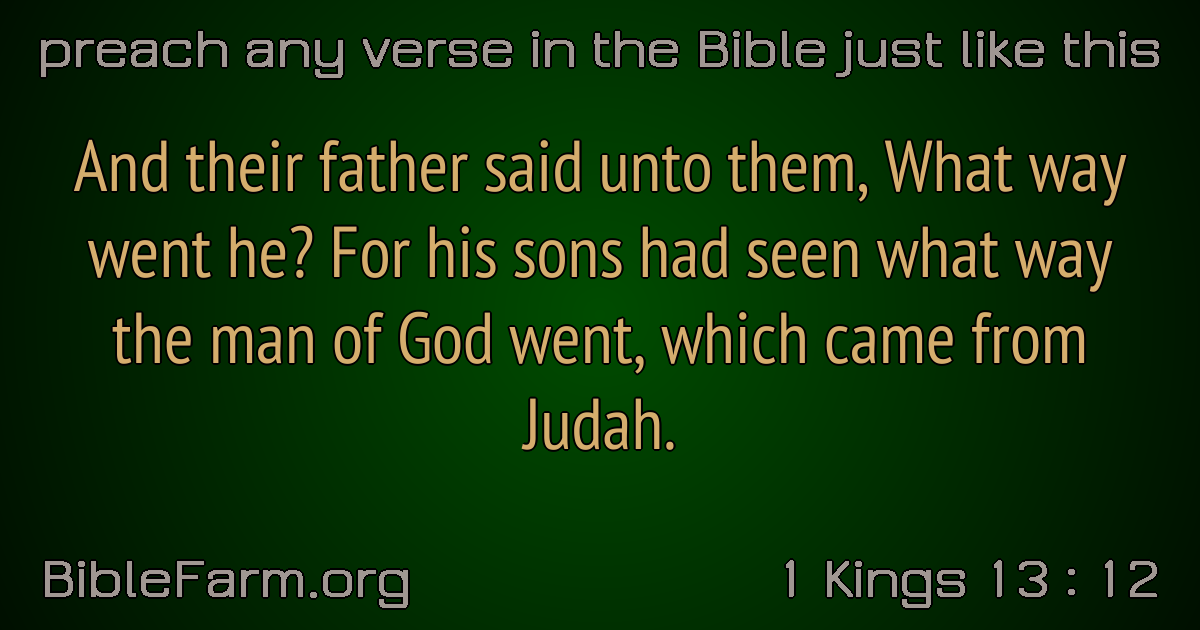 preach any verse in the Bible just like this
And their father said unto them, What way
went he? For his sons had seen what way
the man of God went, which came from
Judah.
BibleFarm.org
1 Kings 13 : 12